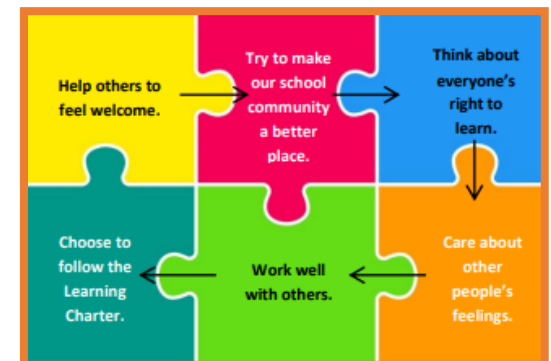 Help others to
feel welcome.
Try to make
our school
community
a better
place.
Think about
everyone's
right to
learn.
Care about
other
people's
feelings.
Work well
with others.
Choose to
follow the
Learning
Charter.